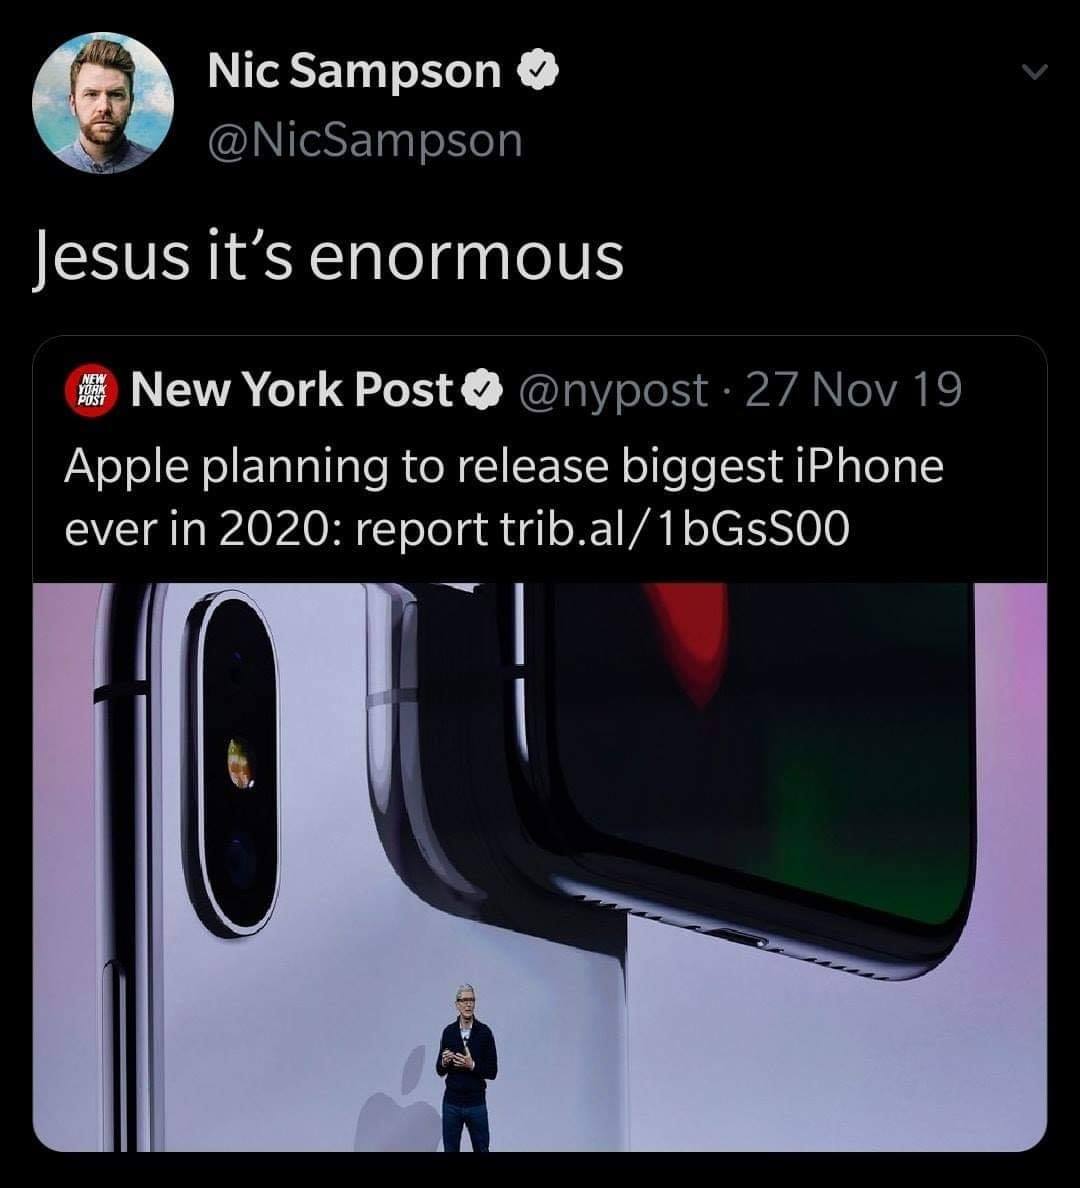 Nic Sampson
@NicSampson
Jesus it’s enormous
NEW
YORK
POST
New York Post @nypost · 27 Nov 19
Apple planning to release biggest iPhone
ever in 2020: report trib.al/1bGsS00